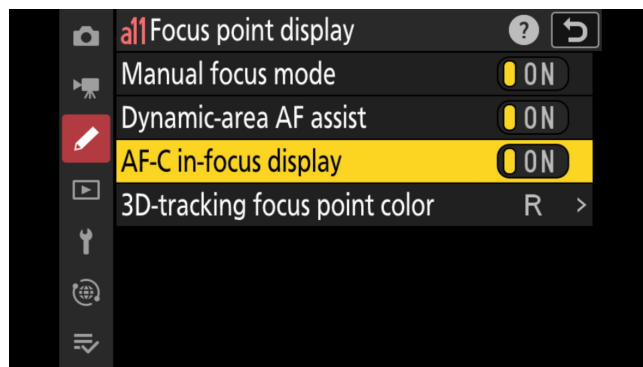 a11 Focus point display ?
Manual focus mode ON
Dynamic-area AF assist ON
AF-C in-focus display ON
3D-tracking focus point color R >